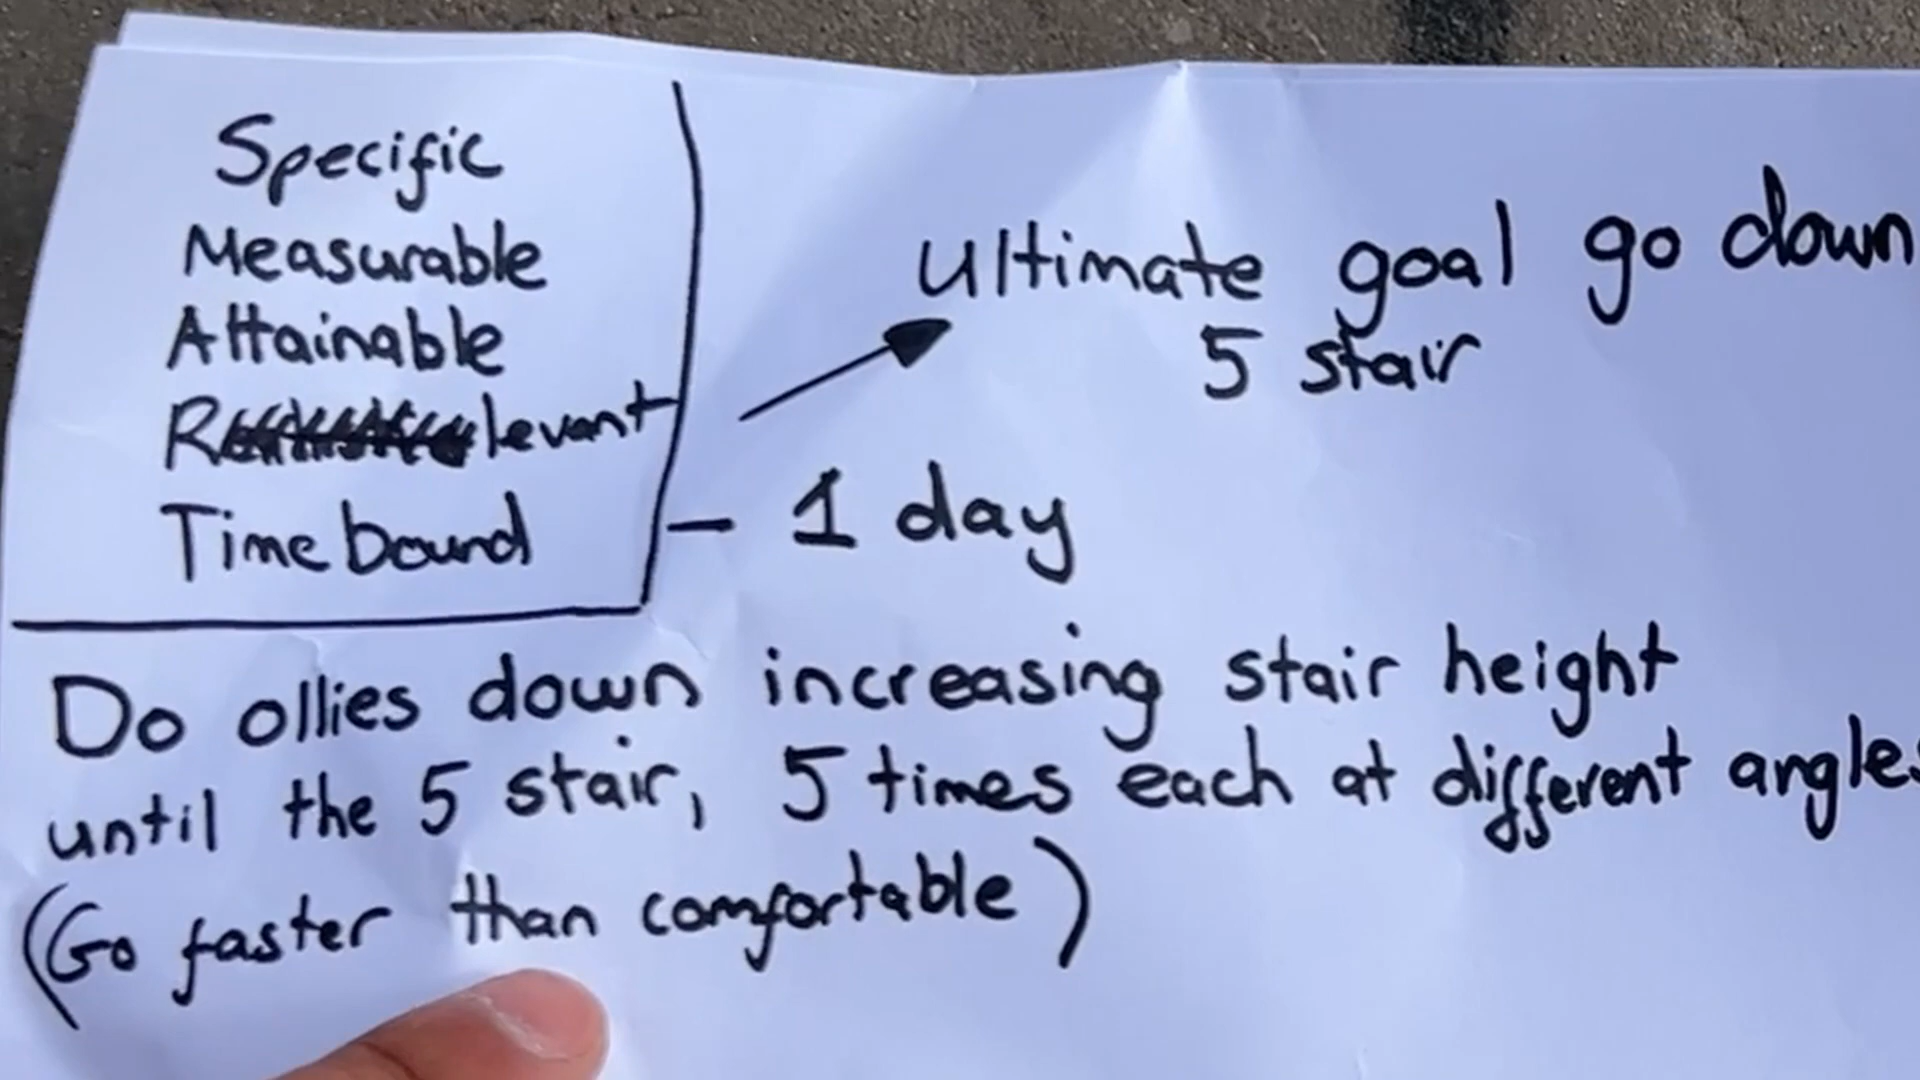 Specific
Measurable
Attainable
Relevant
Time bound
ultimate goal go down
5 stair
- 1 day
Do ollies down increasing stair height
until the 5 stair, 5 times each at different angles
(Go faster than comfortable)